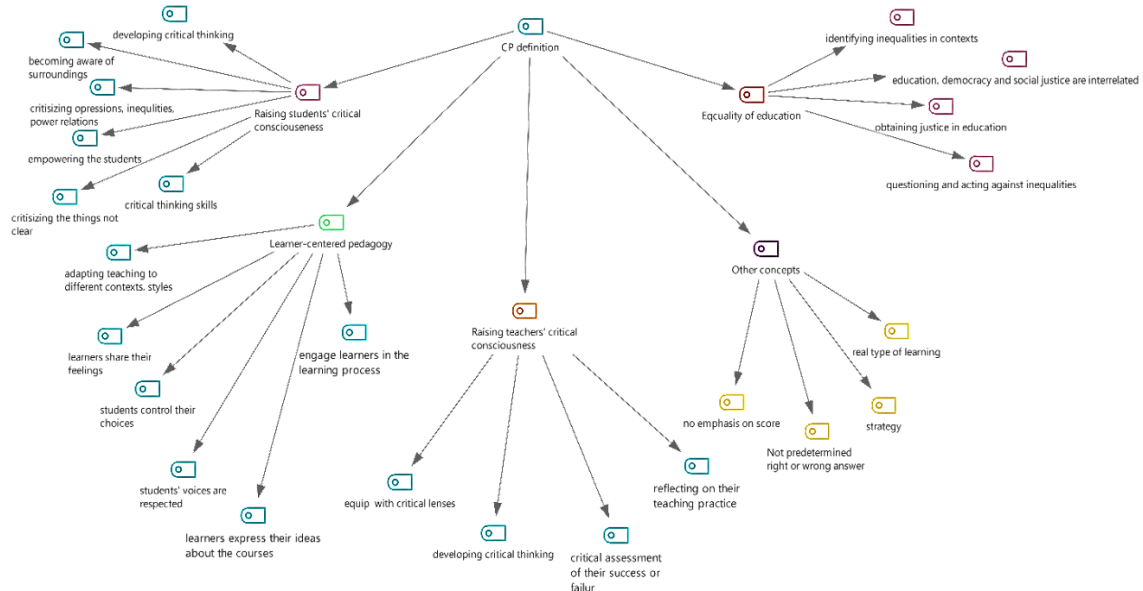 developing critical thinking
becoming aware of
surroundings
critisizing opressions, inequlities,
power relations
empowering the students
critisizing the things not
clear
critical thinking skills
Raising students' critical
consciouseness
CP definition
identifying inequalities in contexts
education, democracy and social justice are interrelated
Eqcuality of education
obtaining justice in education
questioning and acting against inequalities
Learner-centered pedagogy
adapting teaching to
different contexts, styles
learners share their
feelings
students control their
choices
students' voices are
respected
learners express their ideas
about the courses
engage learners in the
learning process
Raising teachers' critical
consciousness
equip with critical lenses
developing critical thinking
critical assessment
of their success or
failur
reflecting on their
teaching practice
Other concepts
no emphasis on score
Not predetermined
right or wrong answer
strategy
real type of learning